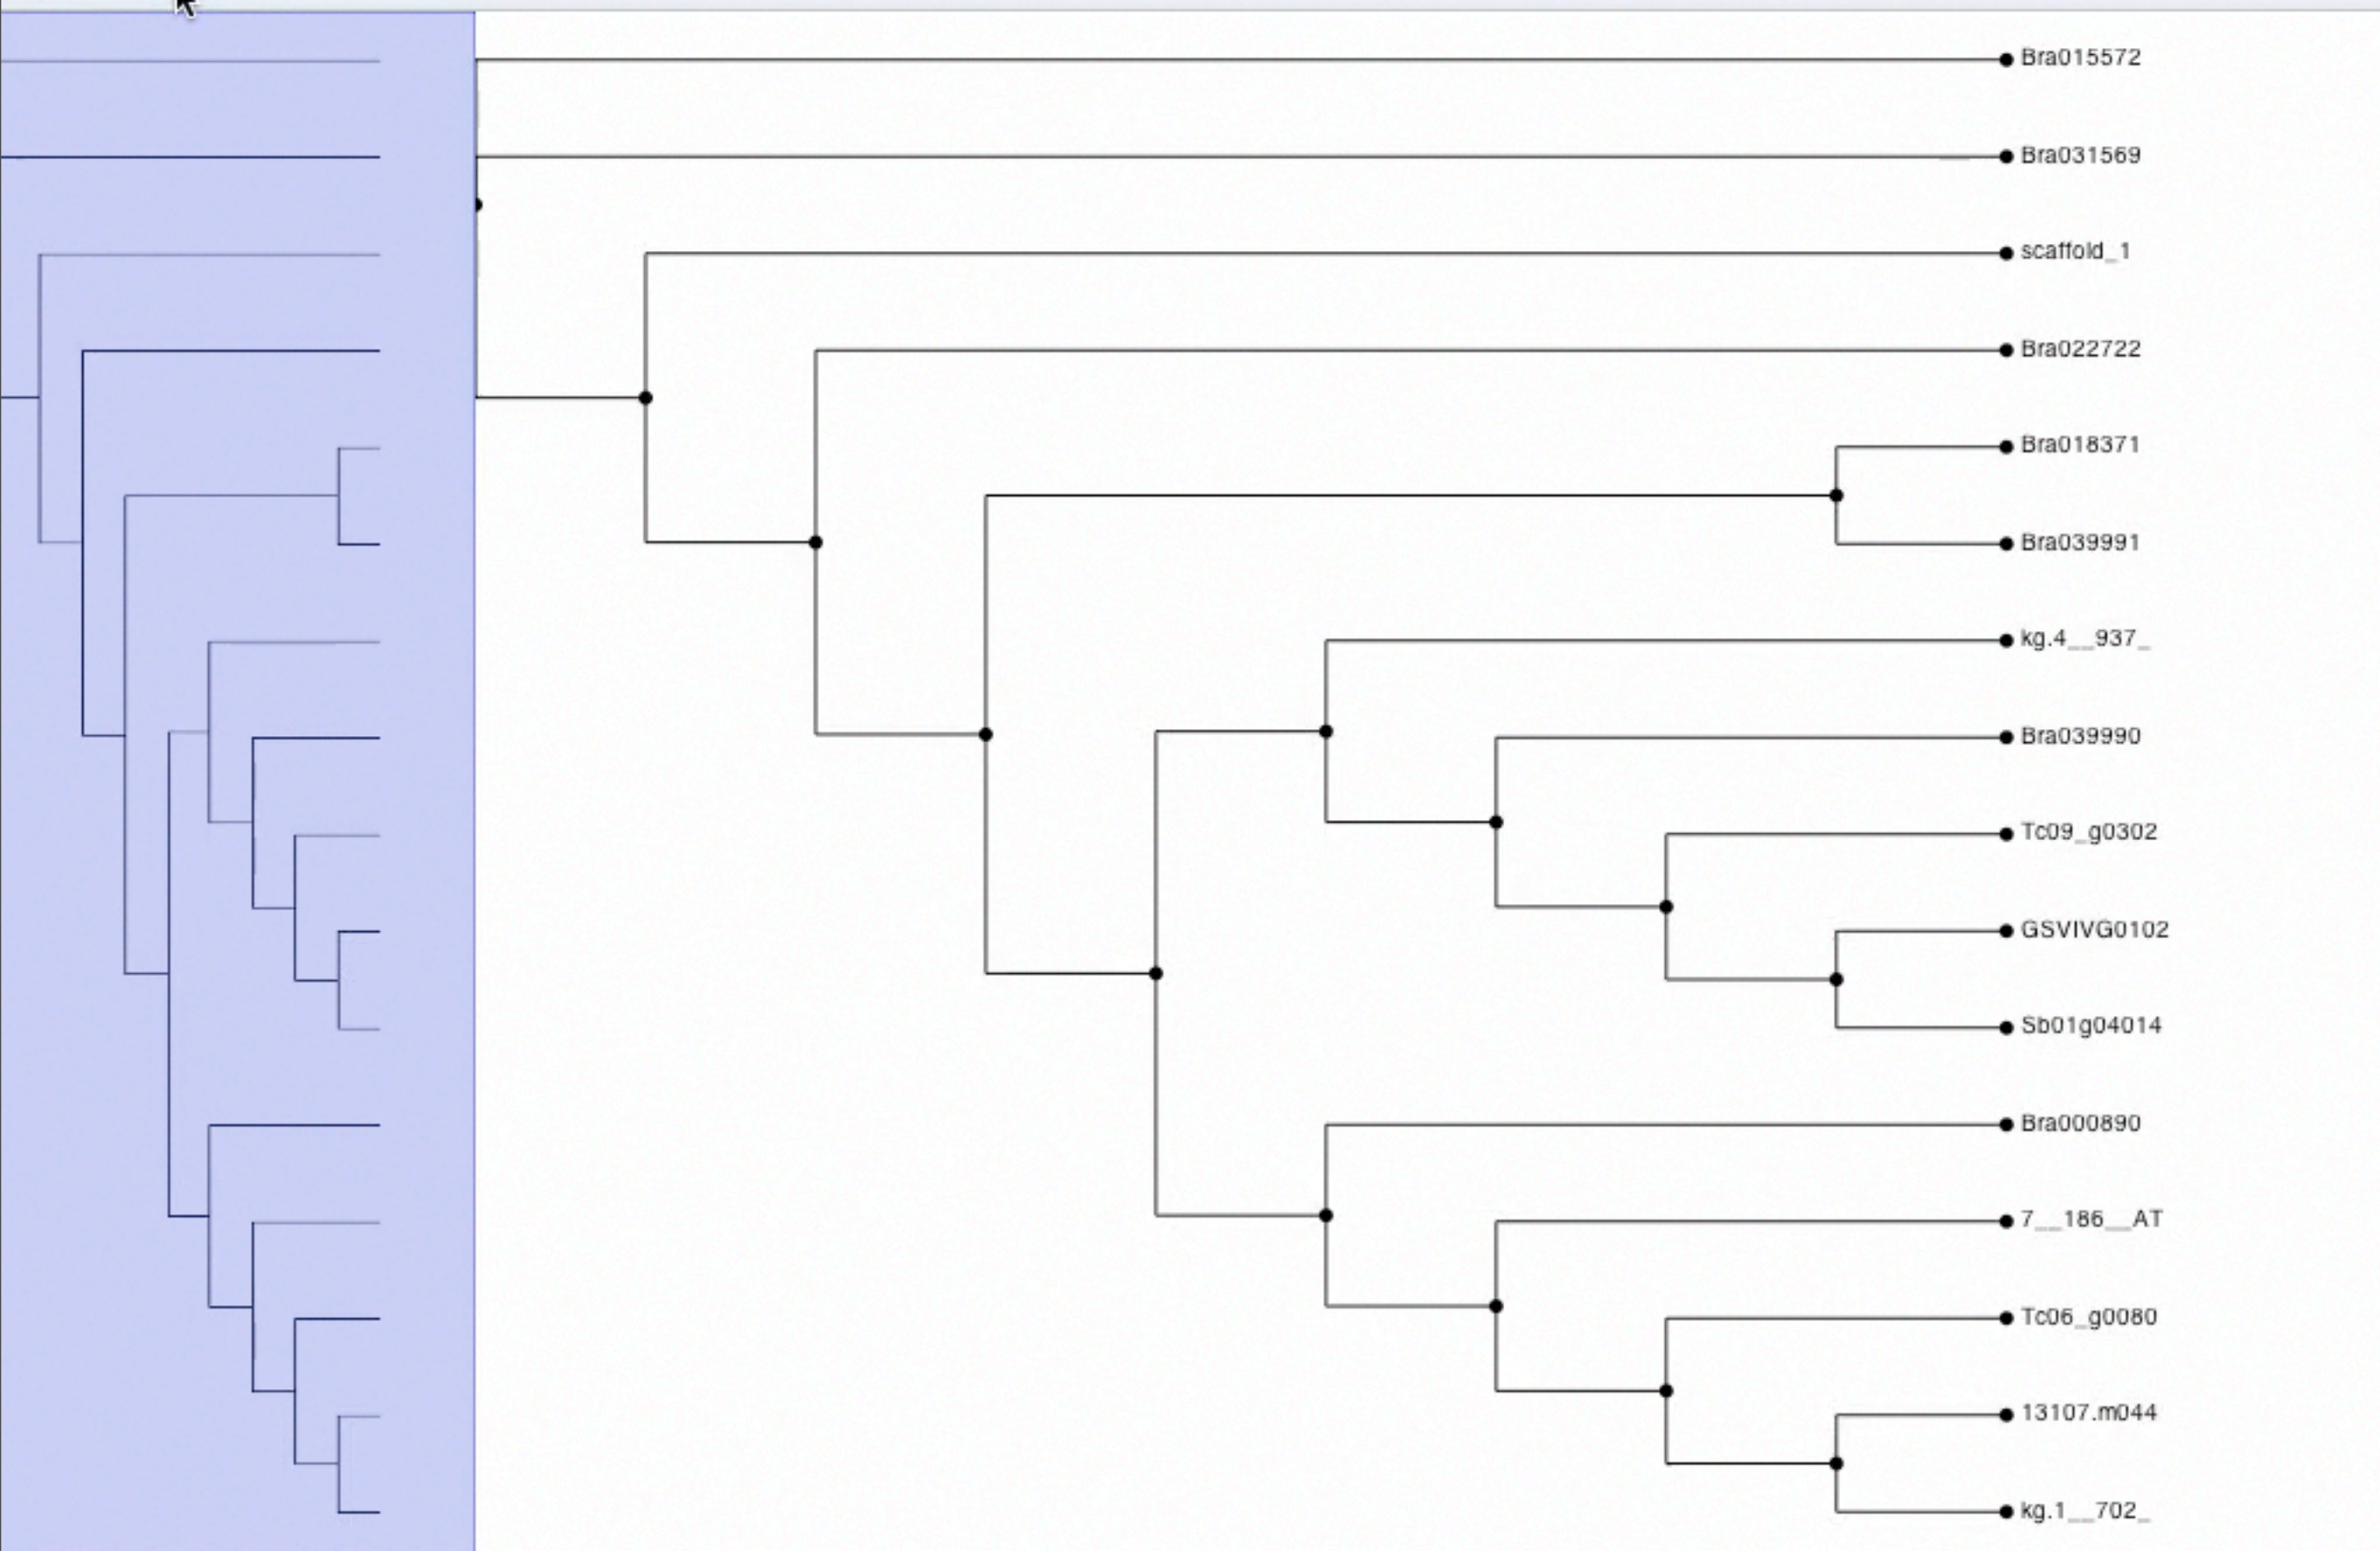 Bra015572
Bra031569
scaffold_1
Bra022722
Bra018371
Bra039991
kg.4__937_
Bra039990
Tc09_g0302
GSVIVG0102
Sb01g04014
Bra000890
7__186__AT
Tc06_g0080
13107.m044
kg.1__702_